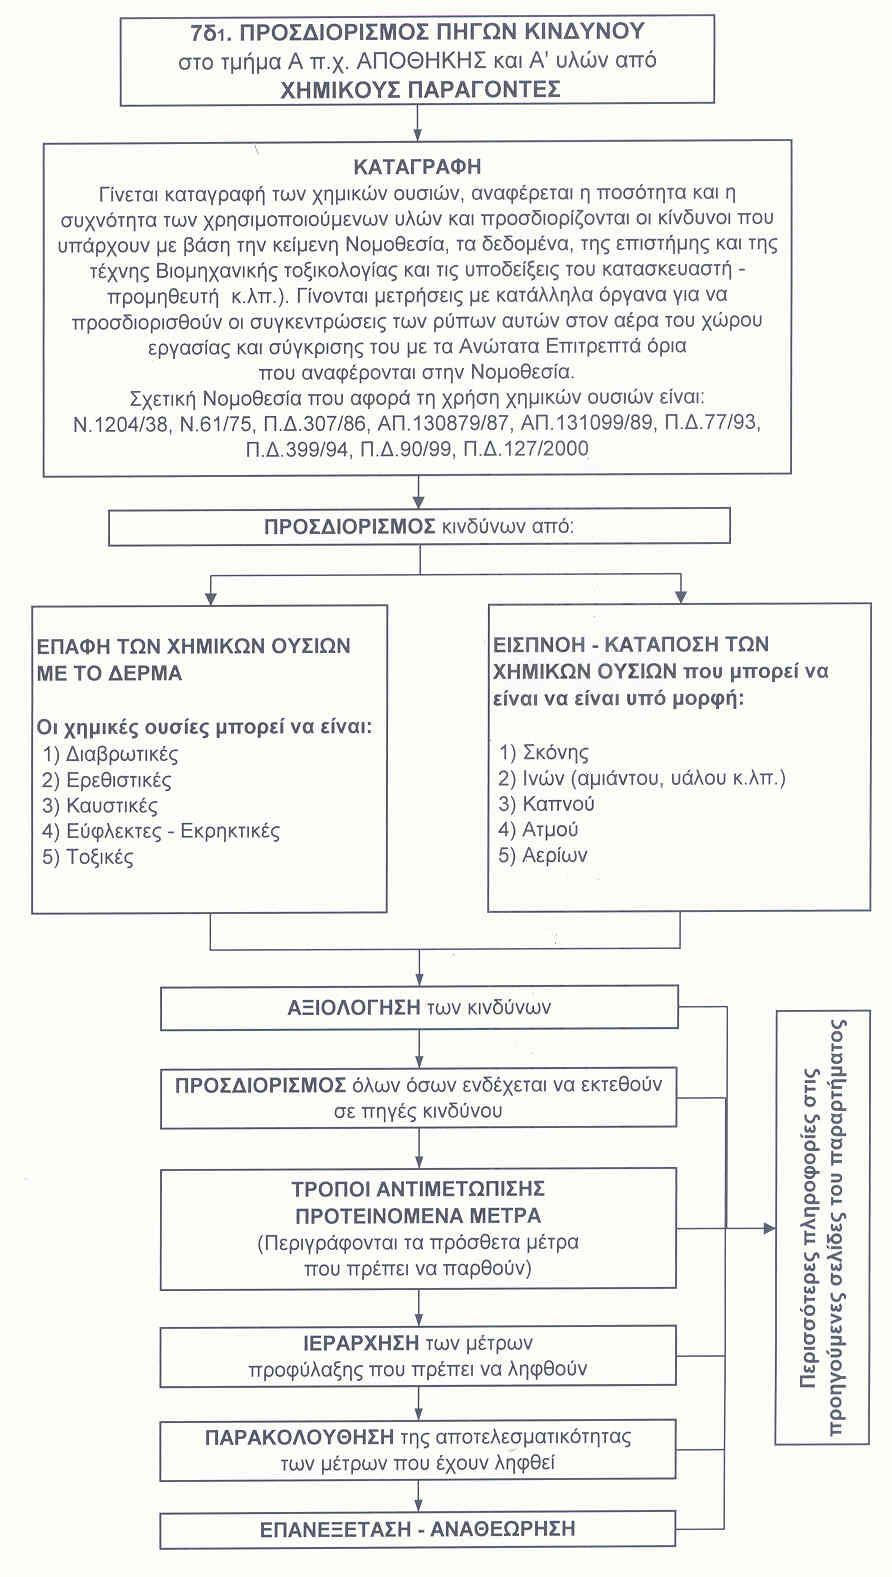 7δ1. ΠΡΟΣΔΙΟΡΙΣΜΟΣ ΠΗΓΩΝ ΚΙΝΔΥΝΟΥ
στο τμήμα Α π.χ. ΑΠΟΘΗΚΗΣ και Α' υλών από
ΧΗΜΙΚΟΥΣ ΠΑΡΑΓΟΝΤΕΣ
ΚΑΤΑΓΡΑΦΗ
Γίνεται καταγραφή των χημικών ουσιών, αναφέρεται η ποσότητα και η
συχνότητα των χρησιμοποιούμενων υλών και προσδιορίζονται οι κίνδυνοι που
υπάρχουν με βάση την κείμενη Νομοθεσία, τα δεδομένα, της επιστήμης και της
τέχνης Βιομηχανικής τοξικολογίας και τις υποδείξεις του κατασκευαστή -
προμηθευτή κ.λπ.). Γίνονται μετρήσεις με κατάλληλα όργανα για να
προσδιορισθούν οι συγκεντρώσεις των ρύπων αυτών στον αέρα του χώρου
εργασίας και σύγκρισης του με τα Ανώτατα Επιτρεπτά όρια
που αναφέρονται στην Νομοθεσία.
Σχετική Νομοθεσία που αφορά τη χρήση χημικών ουσιών είναι:
Ν.1204/38, Ν.61/75, Π.Δ.307/86, ΑΠ.130879/87, ΑΠ.131099/89, Π.Δ.77/93,
Π.Δ.399/94, Π.Δ.90/99, Π.Δ.127/2000
ΠΡΟΣΔΙΟΡΙΣΜΟΣ κινδύνων από:
ΕΠΑΦΗ ΤΩΝ ΧΗΜΙΚΩΝ ΟΥΣΙΩΝ
ΜΕ ΤΟ ΔΕΡΜΑ
Οι χημικές ουσίες μπορεί να είναι:
1) Διαβρωτικές
2) Ερεθιστικές
3) Καυστικές
4) Εύφλεκτες - Εκρηκτικές
5) Τοξικές
ΕΙΣΠΝΟΗ - ΚΑΤΑΠΟΣΗ ΤΩΝ
ΧΗΜΙΚΩΝ ΟΥΣΙΩΝ που μπορεί να
είναι να είναι υπό μορφή:
1) Σκόνης
2) Ινών (αμιάντου, υάλου κ.λπ.)
3) Καπνού
4) Ατμού
5) Αερίων
ΑΞΙΟΛΟΓΗΣΗ των κινδύνων
ΠΡΟΣΔΙΟΡΙΣΜΟΣ όλων όσων ενδέχεται να εκτεθούν
σε πηγές κινδύνου
ΤΡΟΠΟΙ ΑΝΤΙΜΕΤΩΠΙΣΗΣ
ΠΡΟΤΕΙΝΟΜΕΝΑ ΜΕΤΡΑ
(Περιγράφονται τα πρόσθετα μέτρα
που πρέπει να παρθούν)
ΙΕΡΑΡΧΗΣΗ των μέτρων
προφύλαξης που πρέπει να ληφθούν
ΠΑΡΑΚΟΛΟΥΘΗΣΗ της αποτελεσματικότητας
των μέτρων που έχουν ληφθεί
ΕΠΑΝΕΞΕΤΑΣΗ - ΑΝΑΘΕΩΡΗΣΗ
Περισσότερες πληροφορίες στις
προηγούμενες σελίδες του παραρτήματος